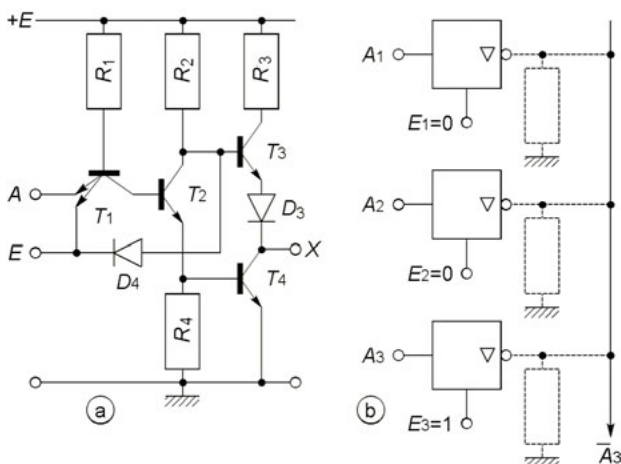 +E
R1
R2
R3
T3
A
T1
T2
D3
E
D4
X
T4
R4
a
A1
▽
E1=0
A2
▽
E2=0
A3
▽
E3=1
b
A̅3